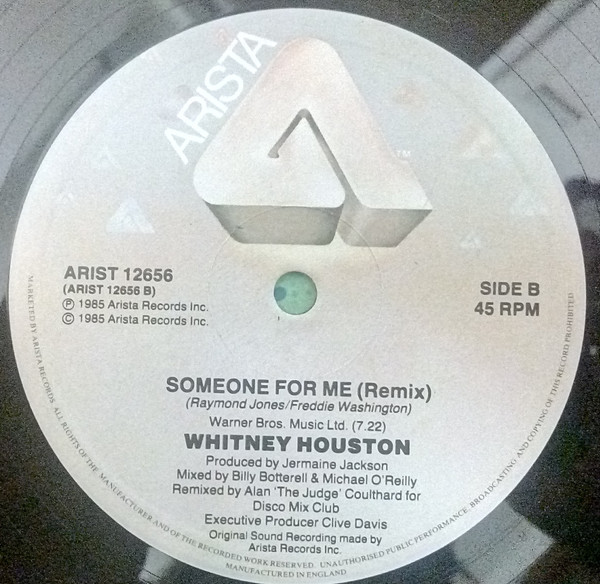 ARISTA
TM
ARIST 12656
(ARIST 12656 B)
Ⓟ 1985 Arista Records Inc.
© 1985 Arista Records Inc.
SIDE B
45 RPM
SOMEONE FOR ME (Remix)
(Raymond Jones/Freddie Washington)
Warner Bros. Music Ltd. (7.22)
WHITNEY HOUSTON
Produced by Jermaine Jackson
Mixed by Billy Botterell & Michael O'Reilly
Remixed by Alan 'The Judge' Coulthard for
Disco Mix Club
Executive Producer Clive Davis
Original Sound Recording made by
Arista Records Inc.
MARKETED BY ARISTA RECORDS. ALL RIGHTS OF THE MANUFACTURER AND OF THE RECORDED WORK RESERVED. UNAUTHORISED PUBLIC PERFORMANCE, BROADCASTING AND COPYING OF THIS RECORD PROHIBITED
MANUFACTURED IN ENGLAND